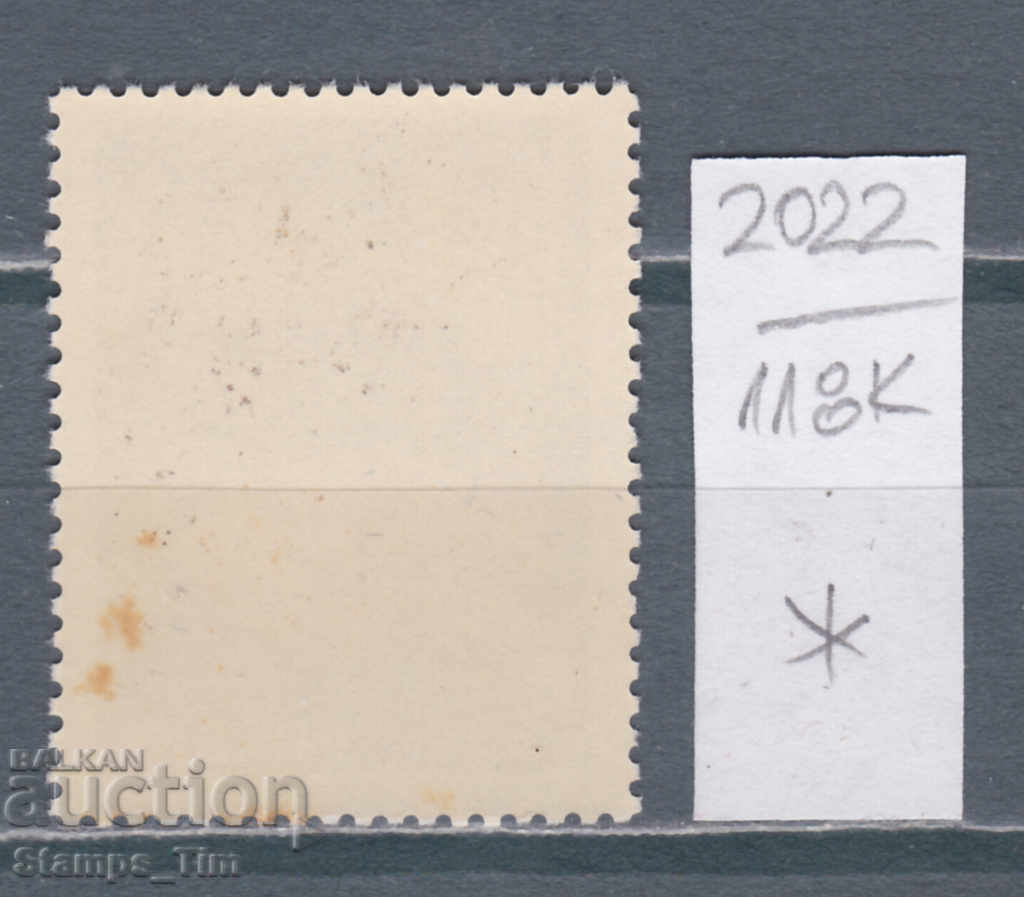 2022
118K
*
BALKAN
auction
Stamps_Tim